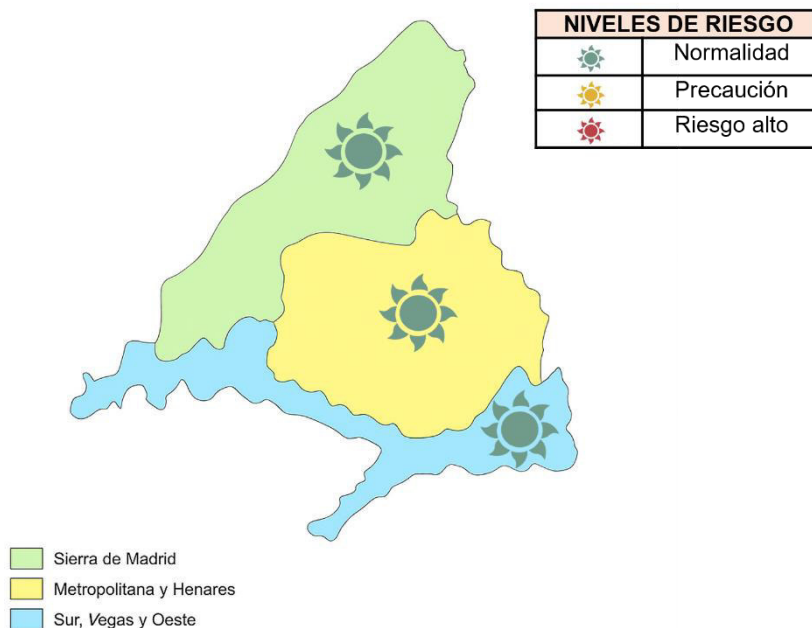 NIVELES DE RIESGO
Normalidad
Precaución
Riesgo alto
Sierra de Madrid
Metropolitana y Henares
Sur, Vegas y Oeste